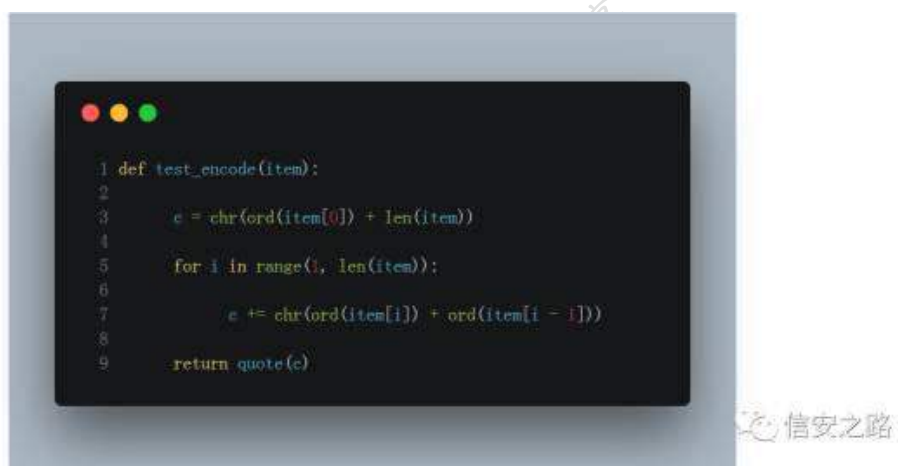 1 def test_encode(item):
2
3 c = chr(ord(item[0]) + len(item))
4
5 for i in range(1, len(item)):
6
7 c += chr(ord(item[i]) + ord(item[i - 1]))
8
9 return quote(c)
信安之路